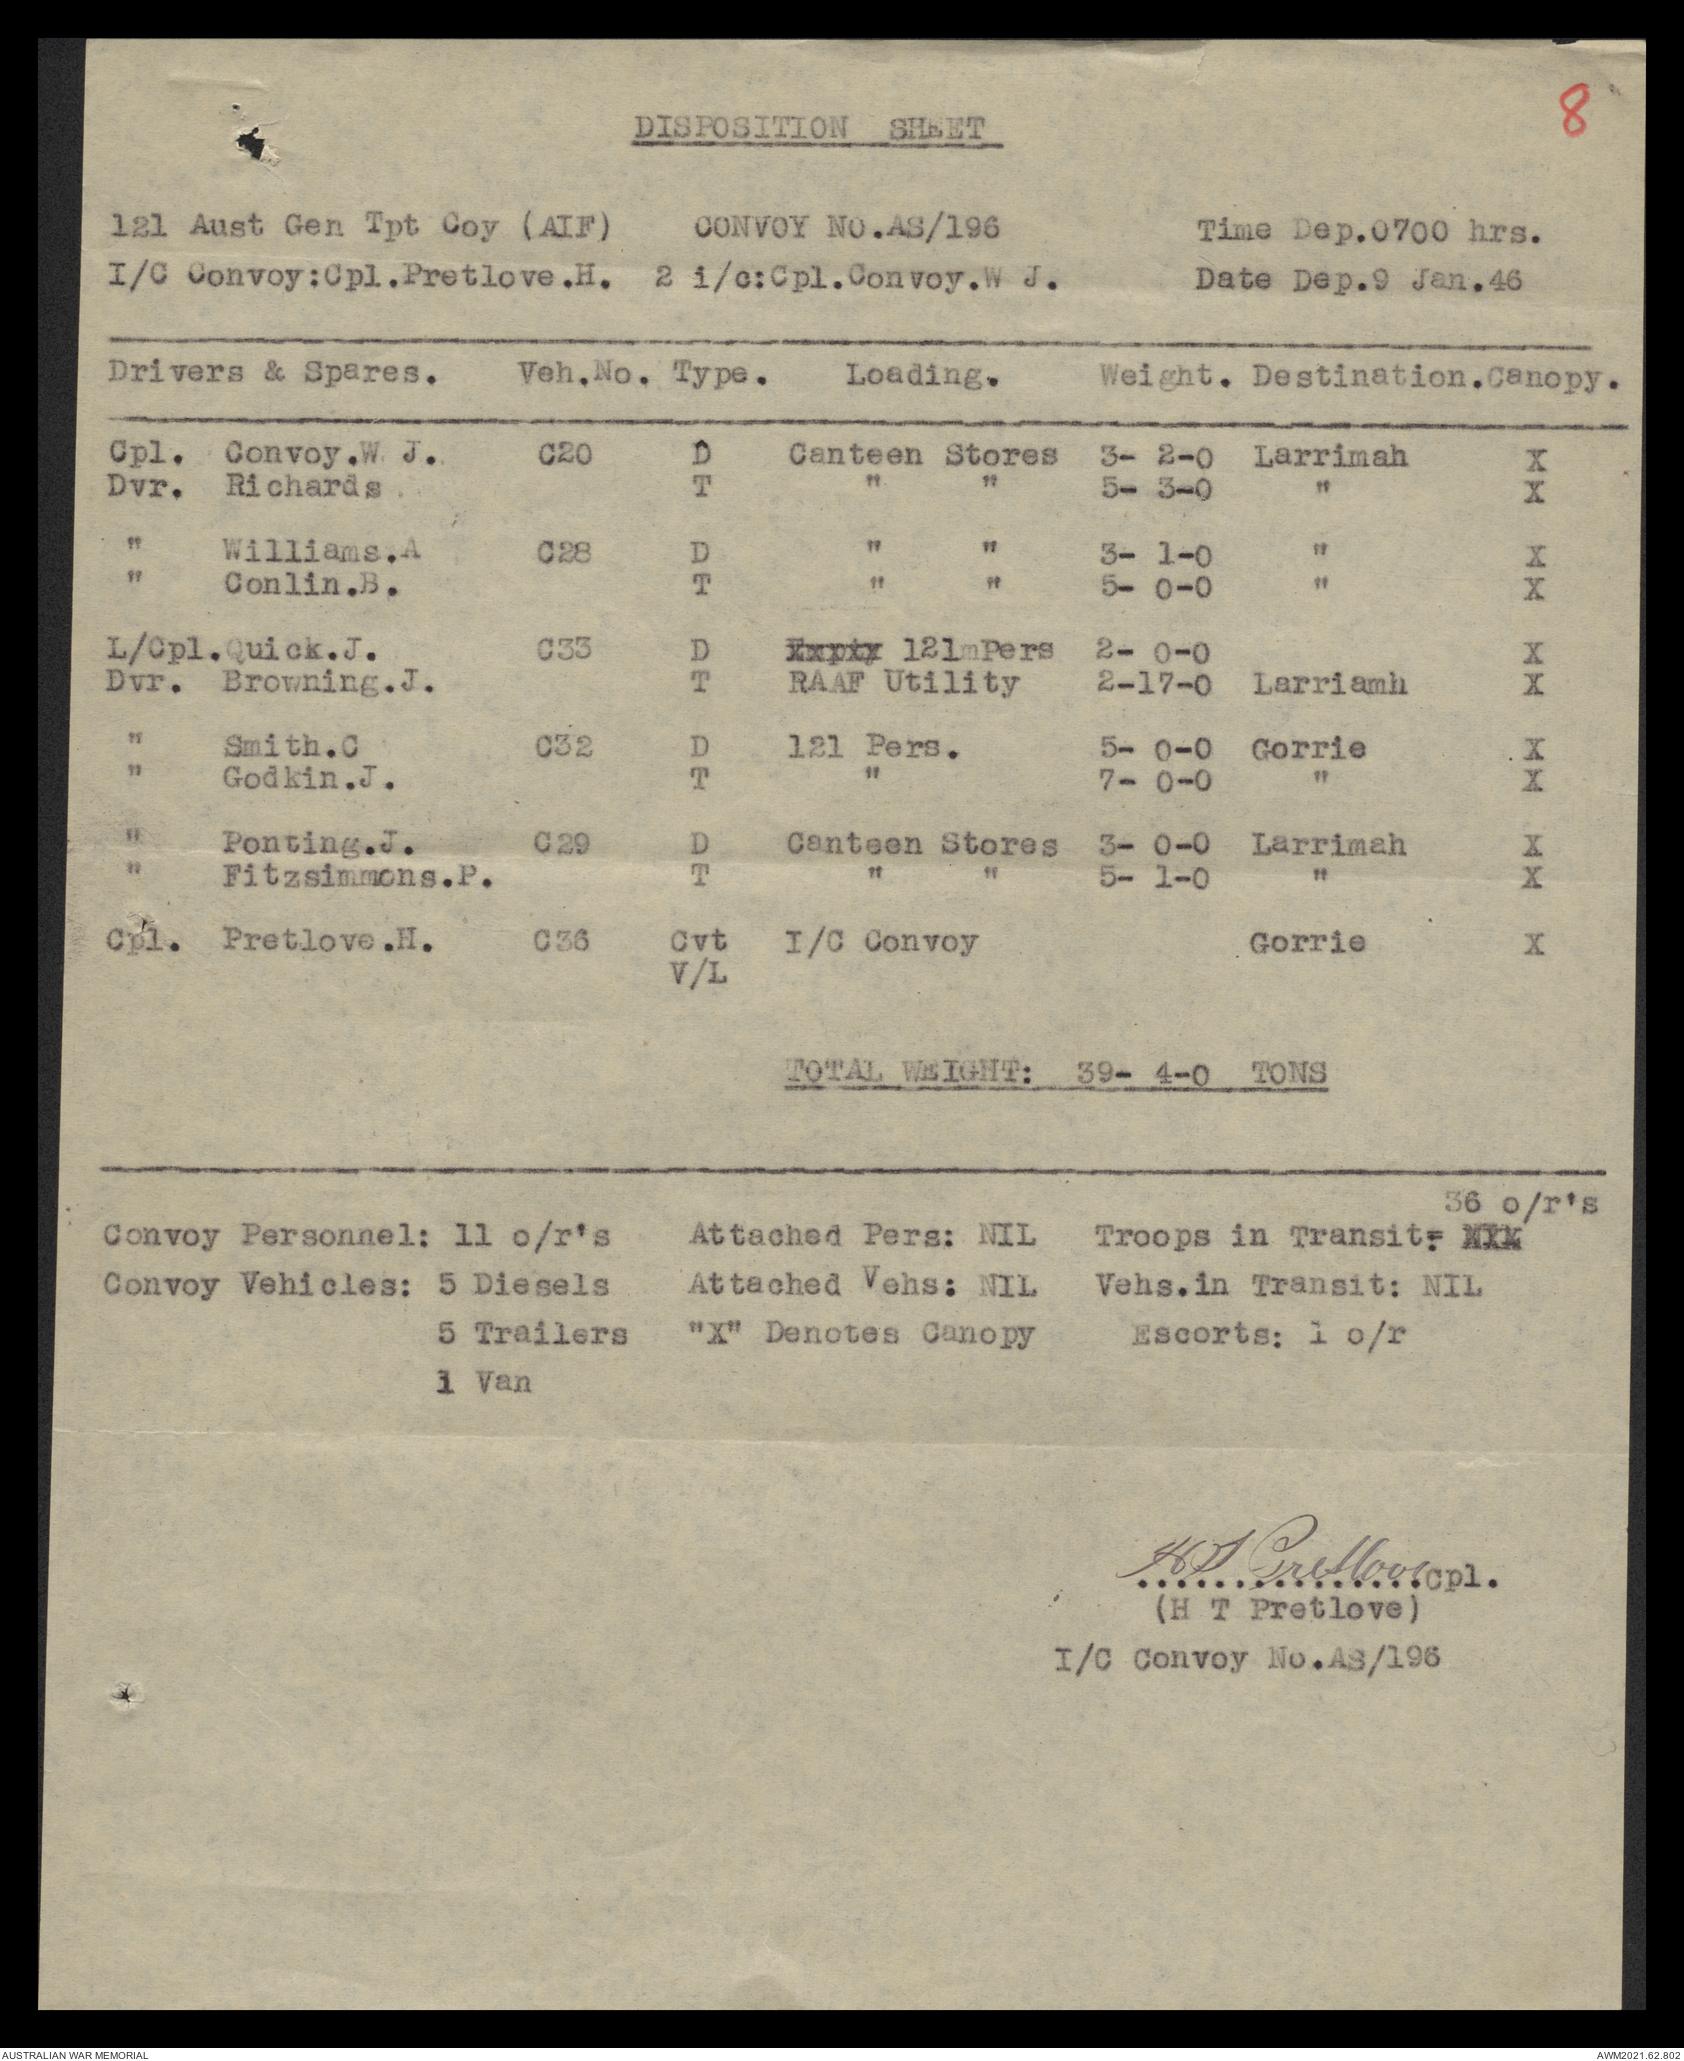 8
DISPOSITION SHEET
121 Aust Gen Tpt Coy (AIF) CONVOY NO.AS/196 Time Dep.0700 hrs.
I/C Convoy:Cpl.Pretlove.H. 2 i/c:Cpl.Convoy.W J. Date Dep.9 Jan.46
Drivers & Spares. Veh.No. Type. Loading. Weight. Destination.Canopy.
Cpl. Convoy.W J. C20 D Canteen Stores 3- 2-0 Larrimah X
Dvr. Richards T " " 5- 3-0 " X
" Williams.A C28 D " " 3- 1-0 " X
" Conlin.B. T " " 5- 0-0 " X
L/Cpl.Quick.J. C33 D 121mPers 2- 0-0 X
Dvr. Browning.J. T RAAF Utility 2-17-0 Larriamh X
" Smith.C C32 D 121 Pers. 5- 0-0 Gorrie X
" Godkin.J. T " 7- 0-0 " X
" Ponting.J. C29 D Canteen Stores 3- 0-0 Larrimah X
" Fitzsimmons.P. T " " 5- 1-0 " X
Cpl. Pretlove.H. C36 Cvt I/C Convoy Gorrie X
V/L
TOTAL WEIGHT: 39- 4-0 TONS
36 o/r's
Convoy Personnel: 11 o/r's Attached Pers: NIL Troops in Transit:
Convoy Vehicles: 5 Diesels Attached Vehs: NIL Vehs.in Transit: NIL
5 Trailers "X" Denotes Canopy Escorts: 1 o/r
1 Van
H T Pretlove
...............Cpl.
(H T Pretlove)
I/C Convoy No.AS/196
AUSTRALIAN WAR MEMORIAL AWM2021.62.802